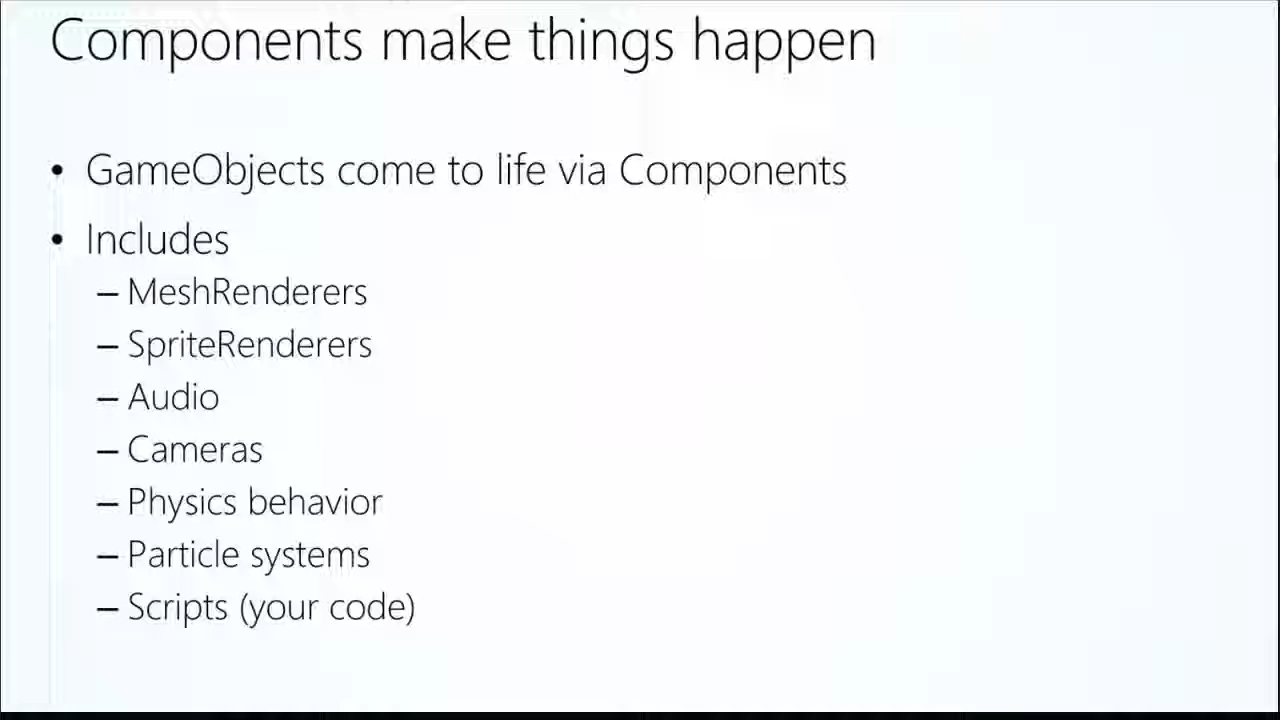 Components make things happen
• GameObjects come to life via Components
• Includes
– MeshRenderers
– SpriteRenderers
– Audio
– Cameras
– Physics behavior
– Particle systems
– Scripts (your code)